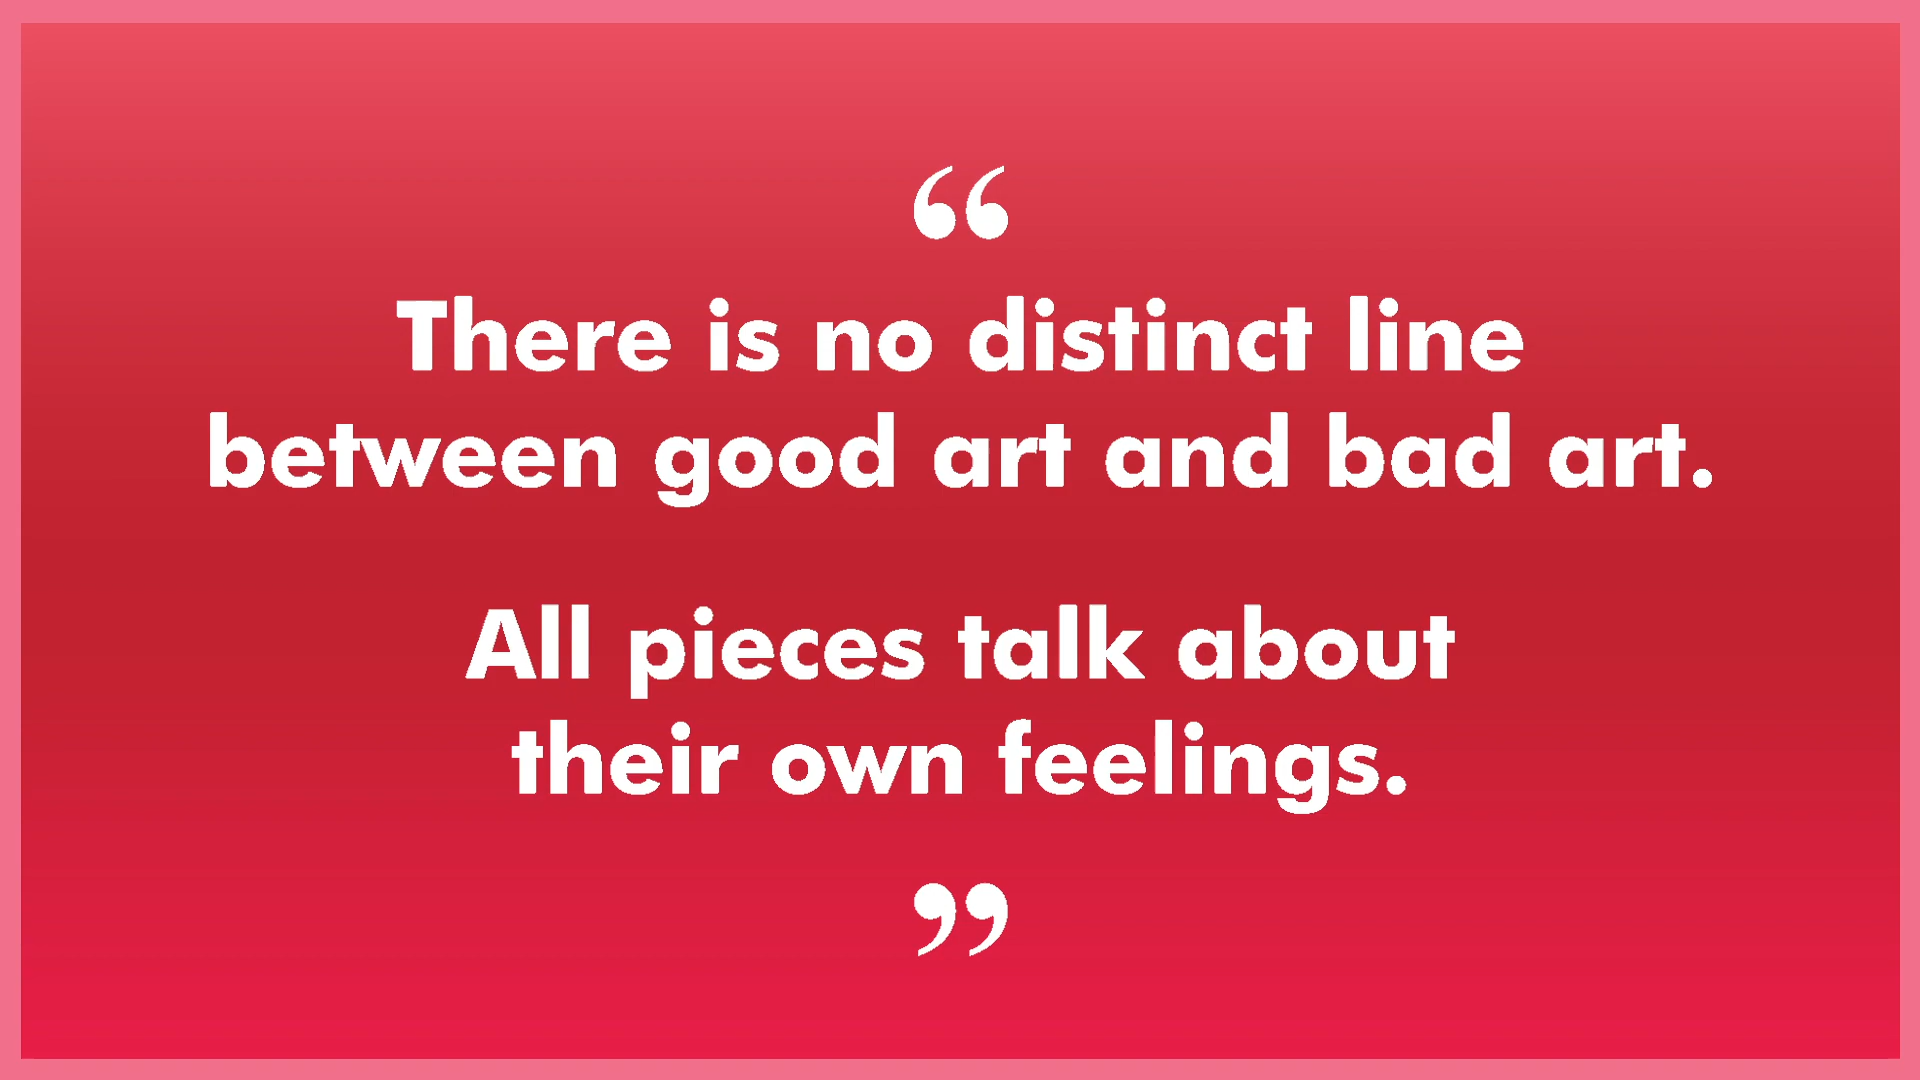 “
There is no distinct line
between good art and bad art.
All pieces talk about
their own feelings.
”